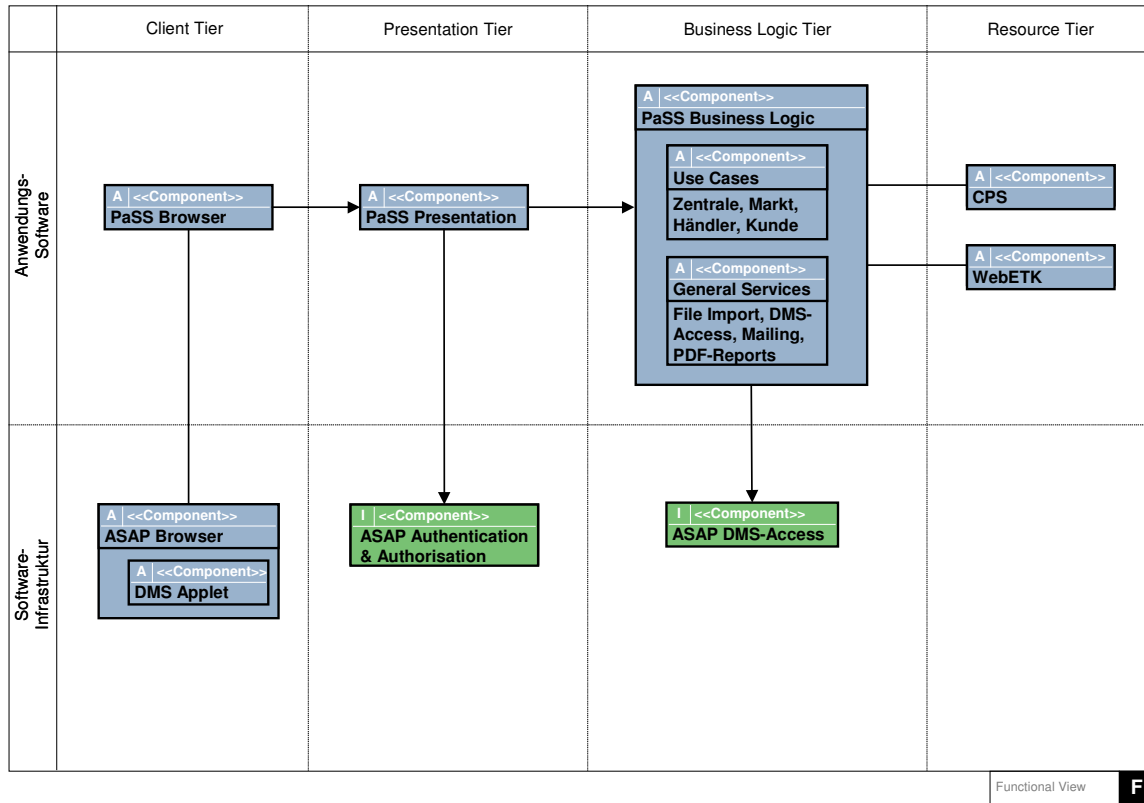 Client Tier
Presentation Tier
Business Logic Tier
Resource Tier
Anwendungs-
Software
A <<Component>>
PaSS Browser
A <<Component>>
PaSS Presentation
A <<Component>>
PaSS Business Logic
A <<Component>>
Use Cases
Zentrale, Markt,
Händler, Kunde
A <<Component>>
General Services
File Import, DMS-
Access, Mailing,
PDF-Reports
A <<Component>>
CPS
A <<Component>>
WebETK
Software-
Infrastruktur
A <<Component>>
ASAP Browser
A <<Component>>
DMS Applet
I <<Component>>
ASAP Authentication
& Authorisation
I <<Component>>
ASAP DMS-Access
Functional View
F